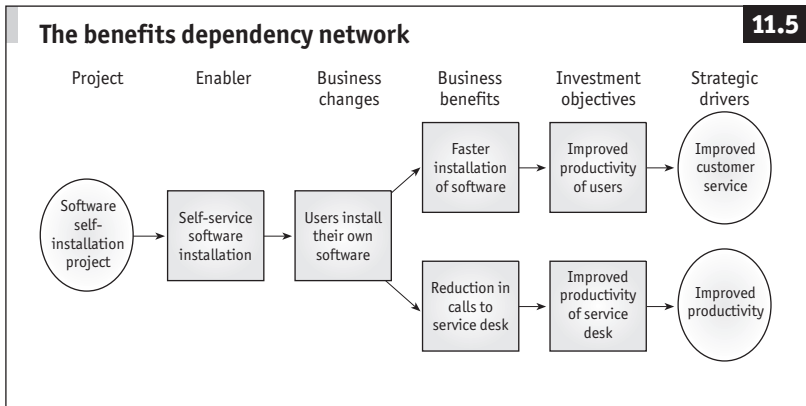 The benefits dependency network
11.5
Project
Enabler
Business
changes
Business
benefits
Investment
objectives
Strategic
drivers
Software
self-
installation
project
Self-service
software
installation
Users install
their own
software
Faster
installation
of software
Improved
productivity
of users
Improved
customer
service
Reduction in
calls to
service desk
Improved
productivity
of service
desk
Improved
productivity